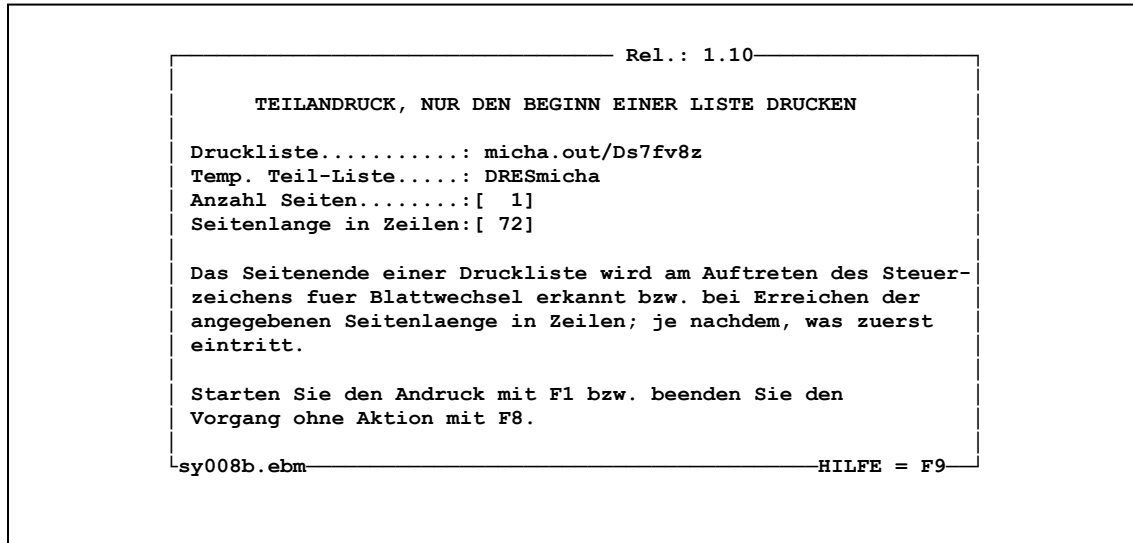 Rel.: 1.10
TEILANDRUCK, NUR DEN BEGINN EINER LISTE DRUCKEN
Druckliste...........: micha.out/Ds7fv8z
Temp. Teil-Liste.....: DRESmicha
Anzahl Seiten........:[  1]
Seitenlange in Zeilen:[ 72]
Das Seitenende einer Druckliste wird am Auftreten des Steuer-
zeichens fuer Blattwechsel erkannt bzw. bei Erreichen der
angegebenen Seitenlaenge in Zeilen; je nachdem, was zuerst
eintritt.
Starten Sie den Andruck mit F1 bzw. beenden Sie den
Vorgang ohne Aktion mit F8.
sy008b.ebm HILFE = F9